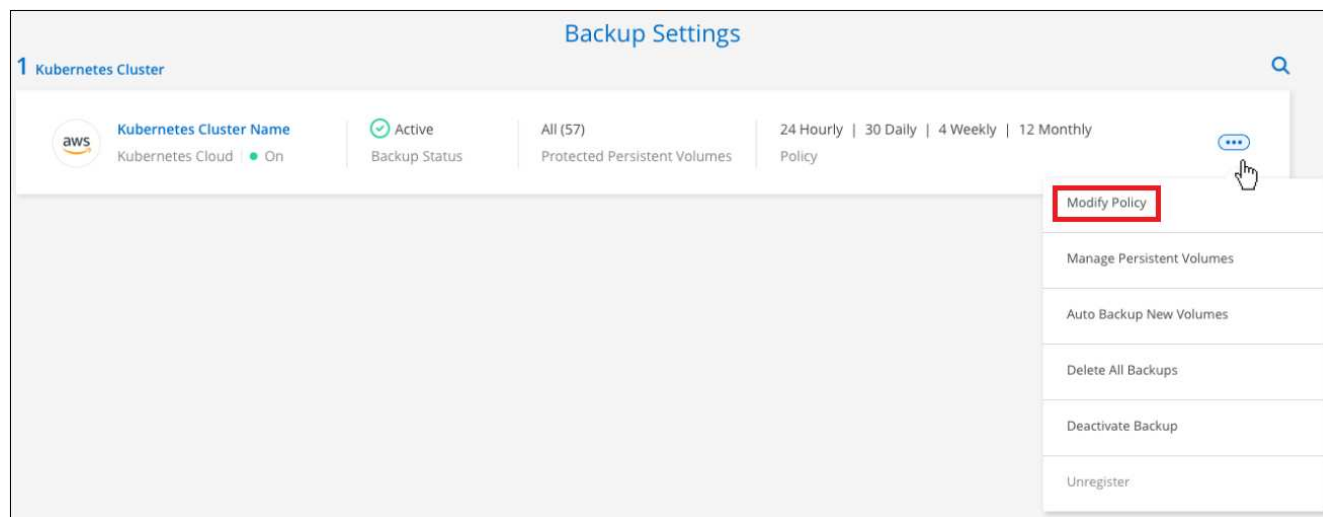 Backup Settings
1 Kubernetes Cluster
aws
Kubernetes Cluster Name
Kubernetes Cloud | On
Active
Backup Status
All (57)
Protected Persistent Volumes
24 Hourly | 30 Daily | 4 Weekly | 12 Monthly
Policy
Modify Policy
Manage Persistent Volumes
Auto Backup New Volumes
Delete All Backups
Deactivate Backup
Unregister